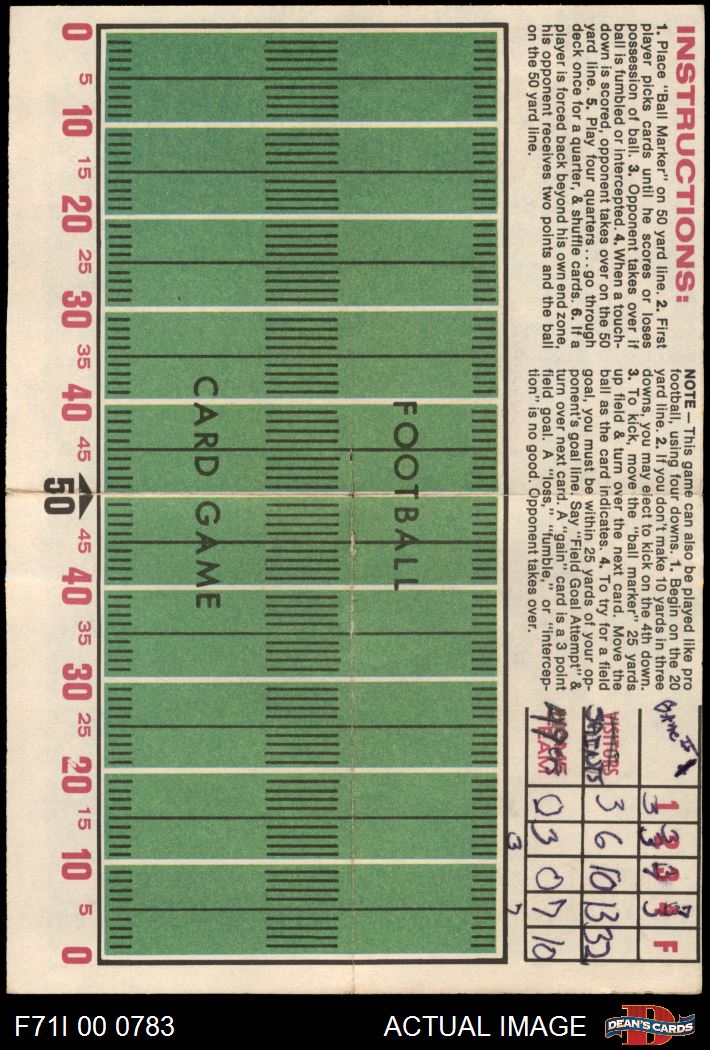 INSTRUCTIONS:
1. Place "Ball Marker" on 50 yard line. 2. First
player picks cards until he scores or loses
possession of ball. 3. Opponent takes over if
ball is fumbled or intercepted. 4. When a touch-
down is scored, opponent takes over on the 50
yard line. 5. Play four quarters . . . go through
deck once for a quarter, & shuffle cards. 6. If a
player is forced back beyond his own end zone,
his opponent receives two points and the ball
on the 50 yard line.
NOTE — This game can also be played like pro
football, using four downs. 1. Begin on the 20
yard line. 2. If you don't make 10 yards in three
downs, you may elect to kick on the 4th down.
3. To kick, move the "ball marker" 25 yards
up field & turn over the next card. Move the
ball as the card indicates. 4. To try for a field
goal, you must be within 25 yards of your op-
ponent's goal line. Say "Field Goal Attempt" &
turn over next card. A "gain" card is a 3 point
field goal. A "loss," "fumble," or "intercep-
tion" is no good. Opponent takes over.
1 2 3 4 F
VISITORS 3 6 10 13 32
49ers 0 3 0 7 10
FOOTBALL
CARD GAME
0 5 10 15 20 25 30 35 40 45 50 45 40 35 30 25 20 15 10 5 0
F71I 00 0783
ACTUAL IMAGE
D
DEAN'S CARDS